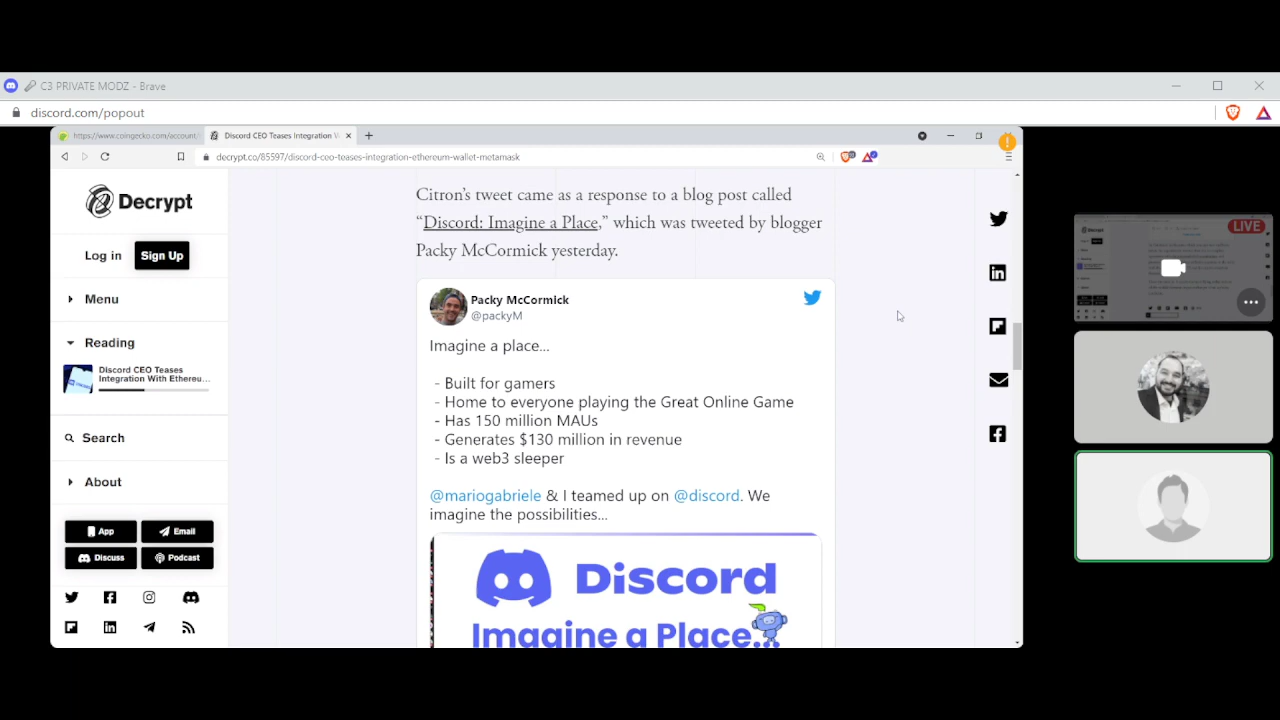 C3 PRIVATE MODZ - Brave
discord.com/popout
https://www.coingecko.com/account/
Discord CEO Teases Integration W
decrypt.co/85597/discord-ceo-teases-integration-ethereum-wallet-metamask
Decrypt
Log in
Sign Up
Menu
Reading
Discord CEO Teases
Integration With Ethereu...
Search
About
App
Email
Discuss
Podcast
Citron’s tweet came as a response to a blog post called
“Discord: Imagine a Place,” which was tweeted by blogger
Packy McCormick yesterday.
Packy McCormick
@packyM
Imagine a place...
- Built for gamers
- Home to everyone playing the Great Online Game
- Has 150 million MAUs
- Generates $130 million in revenue
- Is a web3 sleeper
@mariogabriele & I teamed up on @discord. We
imagine the possibilities...
Discord
Imagine a Place...
LIVE